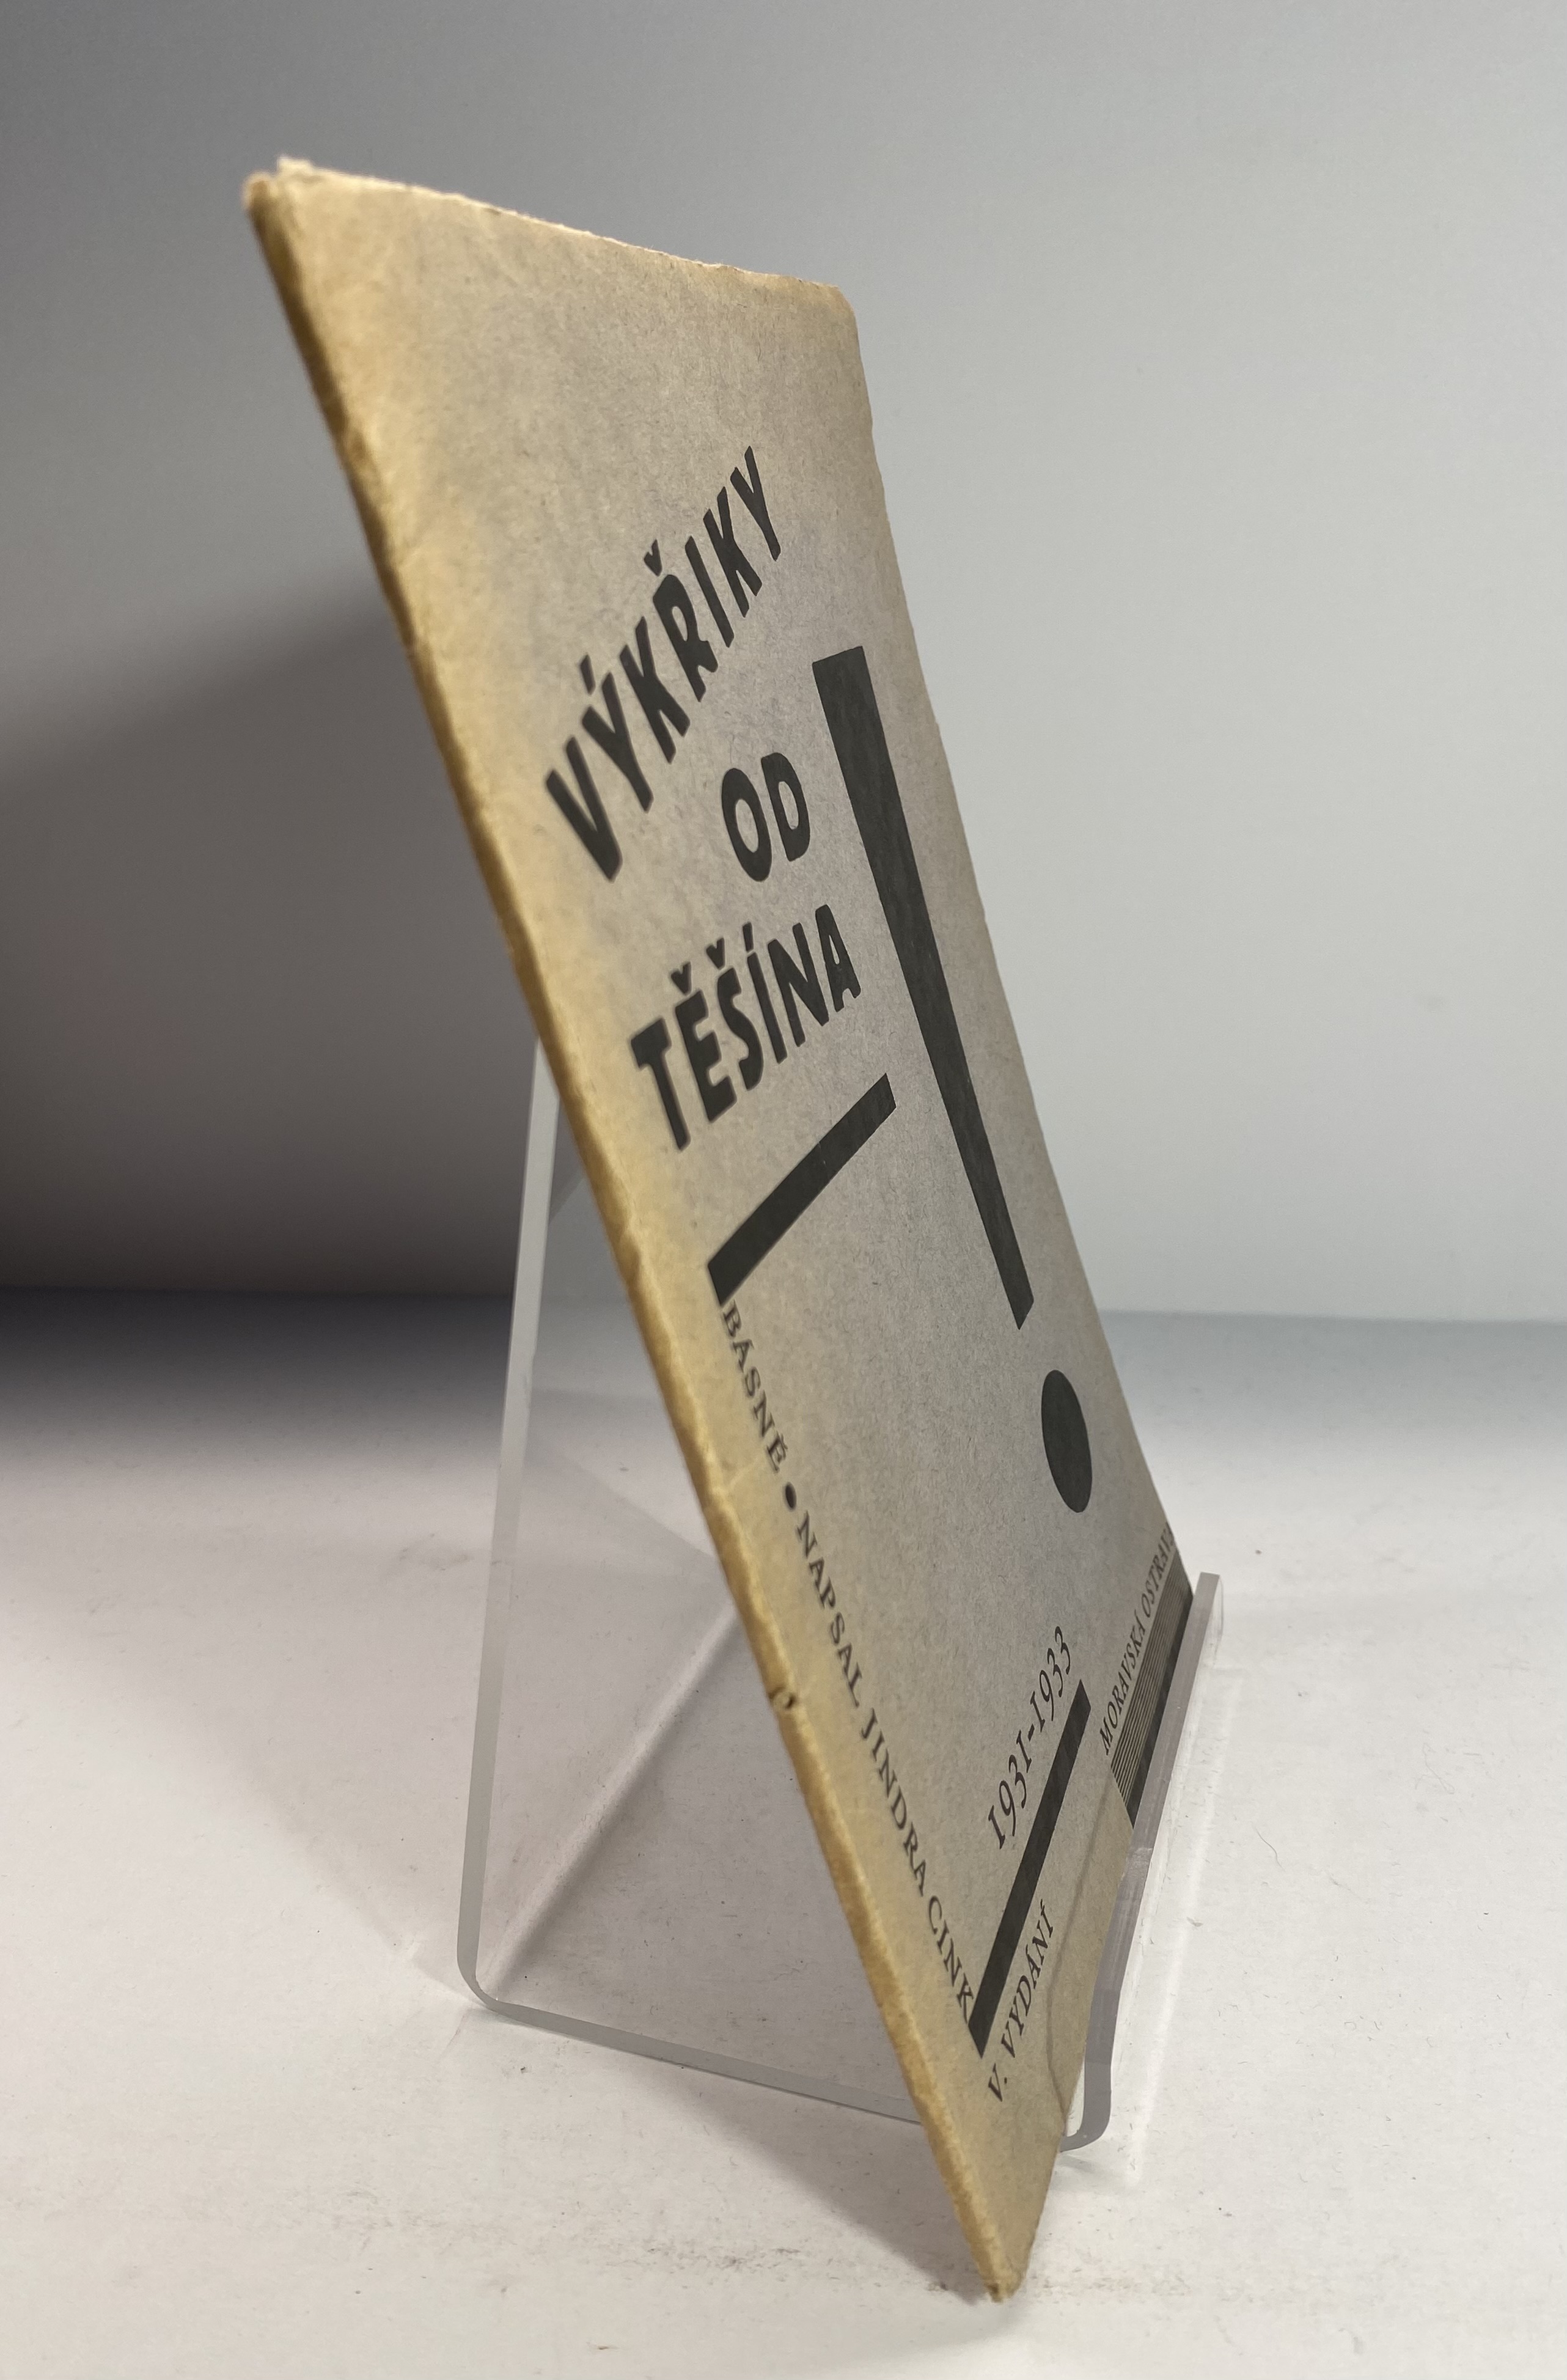 VÝKŘIKY
OD
TĚŠÍNA
!
BÁSNĚ • NAPSAL JINDRA CINK
1931-1933
V. VYDÁNÍ
MORAVSKÁ OSTRAVA